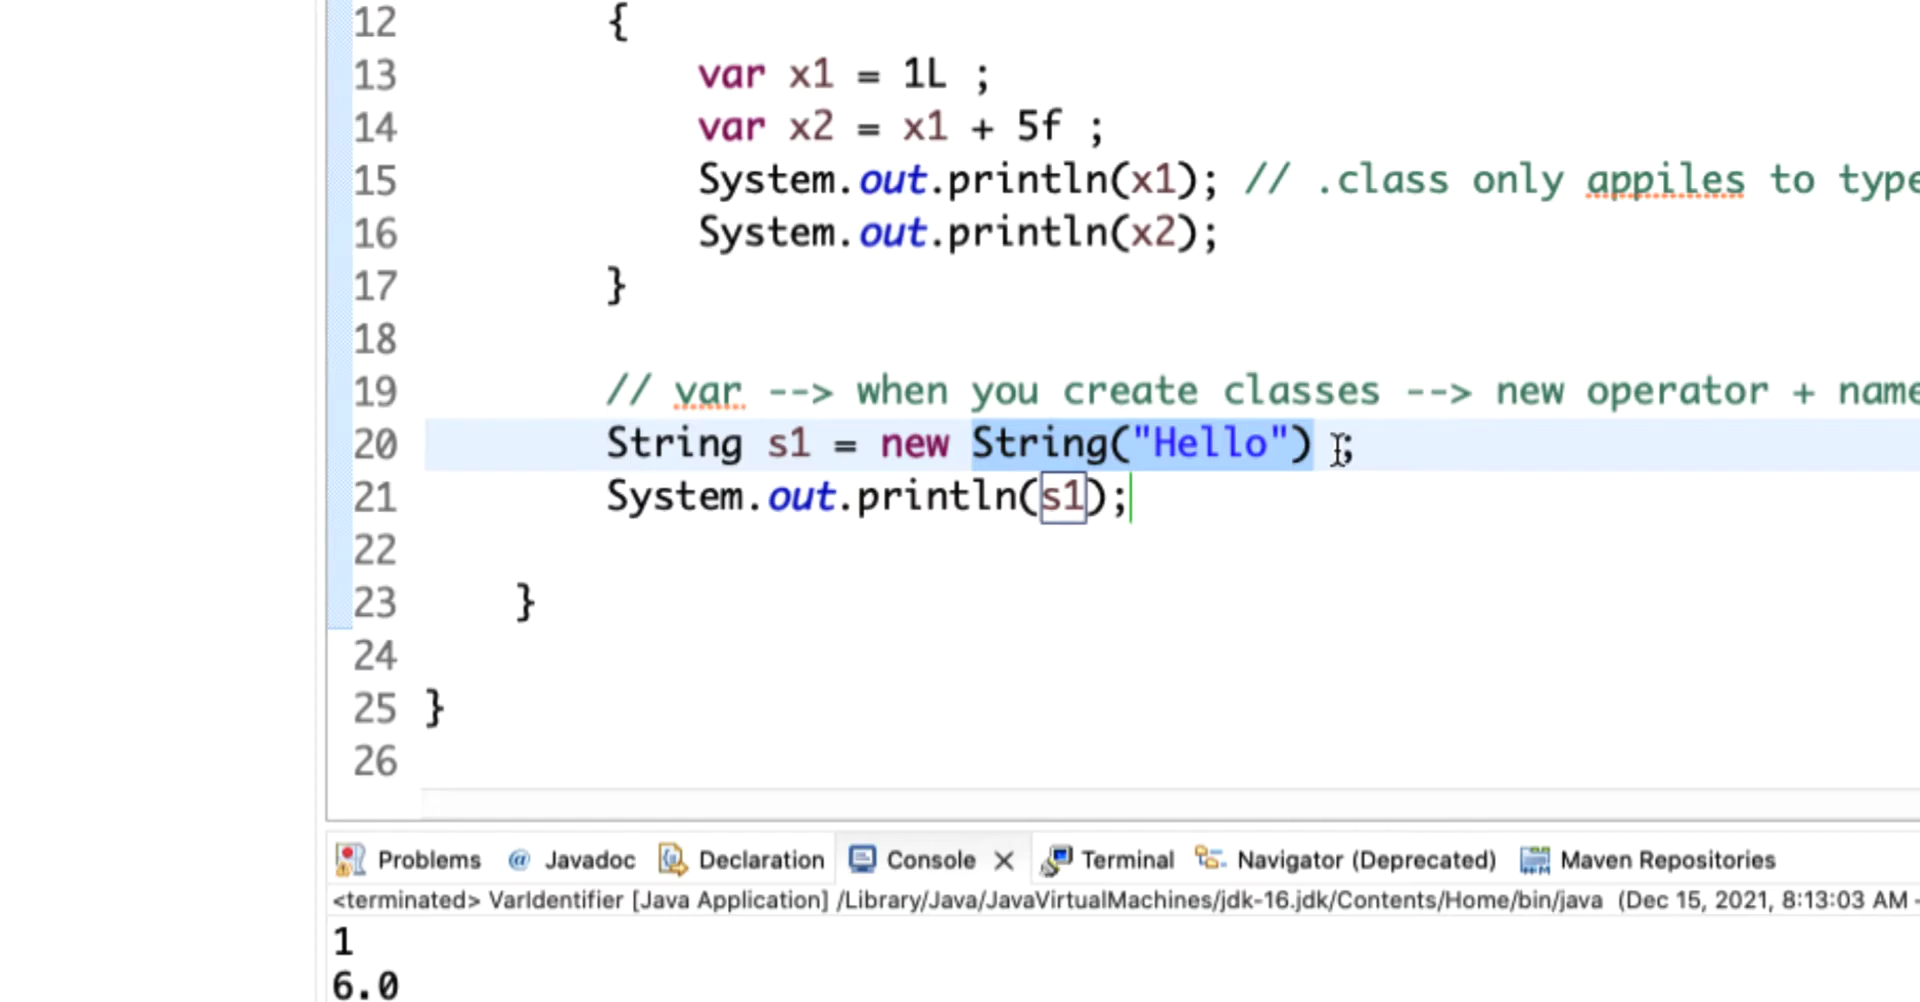 12 {
13 var x1 = 1L ;
14 var x2 = x1 + 5f ;
15 System.out.println(x1); // .class only appiles to type
16 System.out.println(x2);
17 }
18
19 // var --> when you create classes --> new operator + name
20 String s1 = new String("Hello") ;
21 System.out.println(s1);
22
23 }
24
25 }
26
Problems @ Javadoc Declaration Console Terminal Navigator (Deprecated) Maven Repositories
<terminated> VarIdentifier [Java Application] /Library/Java/JavaVirtualMachines/jdk-16.jdk/Contents/Home/bin/java (Dec 15, 2021, 8:13:03 AM -
1
6.0